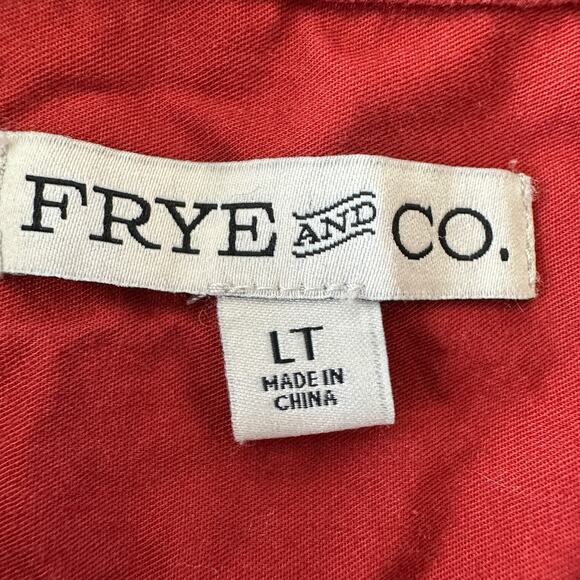 FRYE AND CO.
LT
MADE IN
CHINA